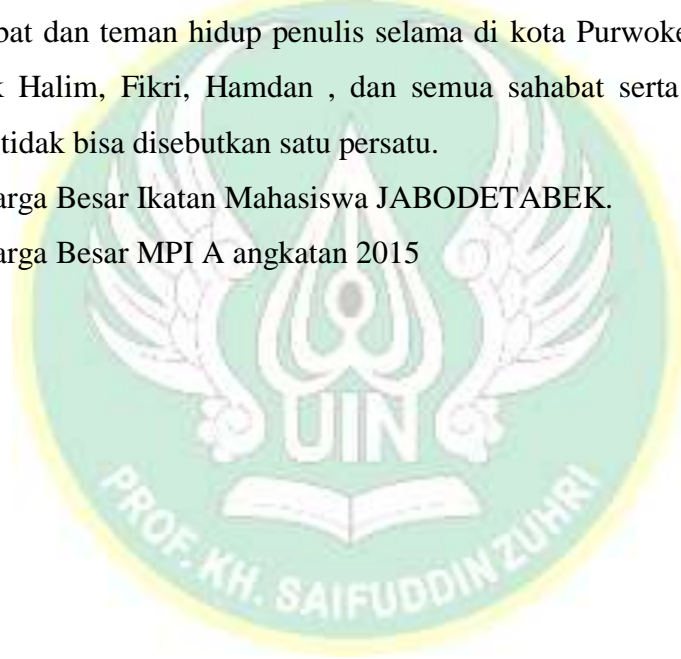 bat dan teman hidup penulis selama di kota Purwoke
k Halim, Fikri, Hamdan , dan semua sahabat serta
tidak bisa disebutkan satu persatu.
arga Besar Ikatan Mahasiswa JABODETABEK.
arga Besar MPI A angkatan 2015
UIN
PROF. KH. SAIFUDDIN ZUHRI